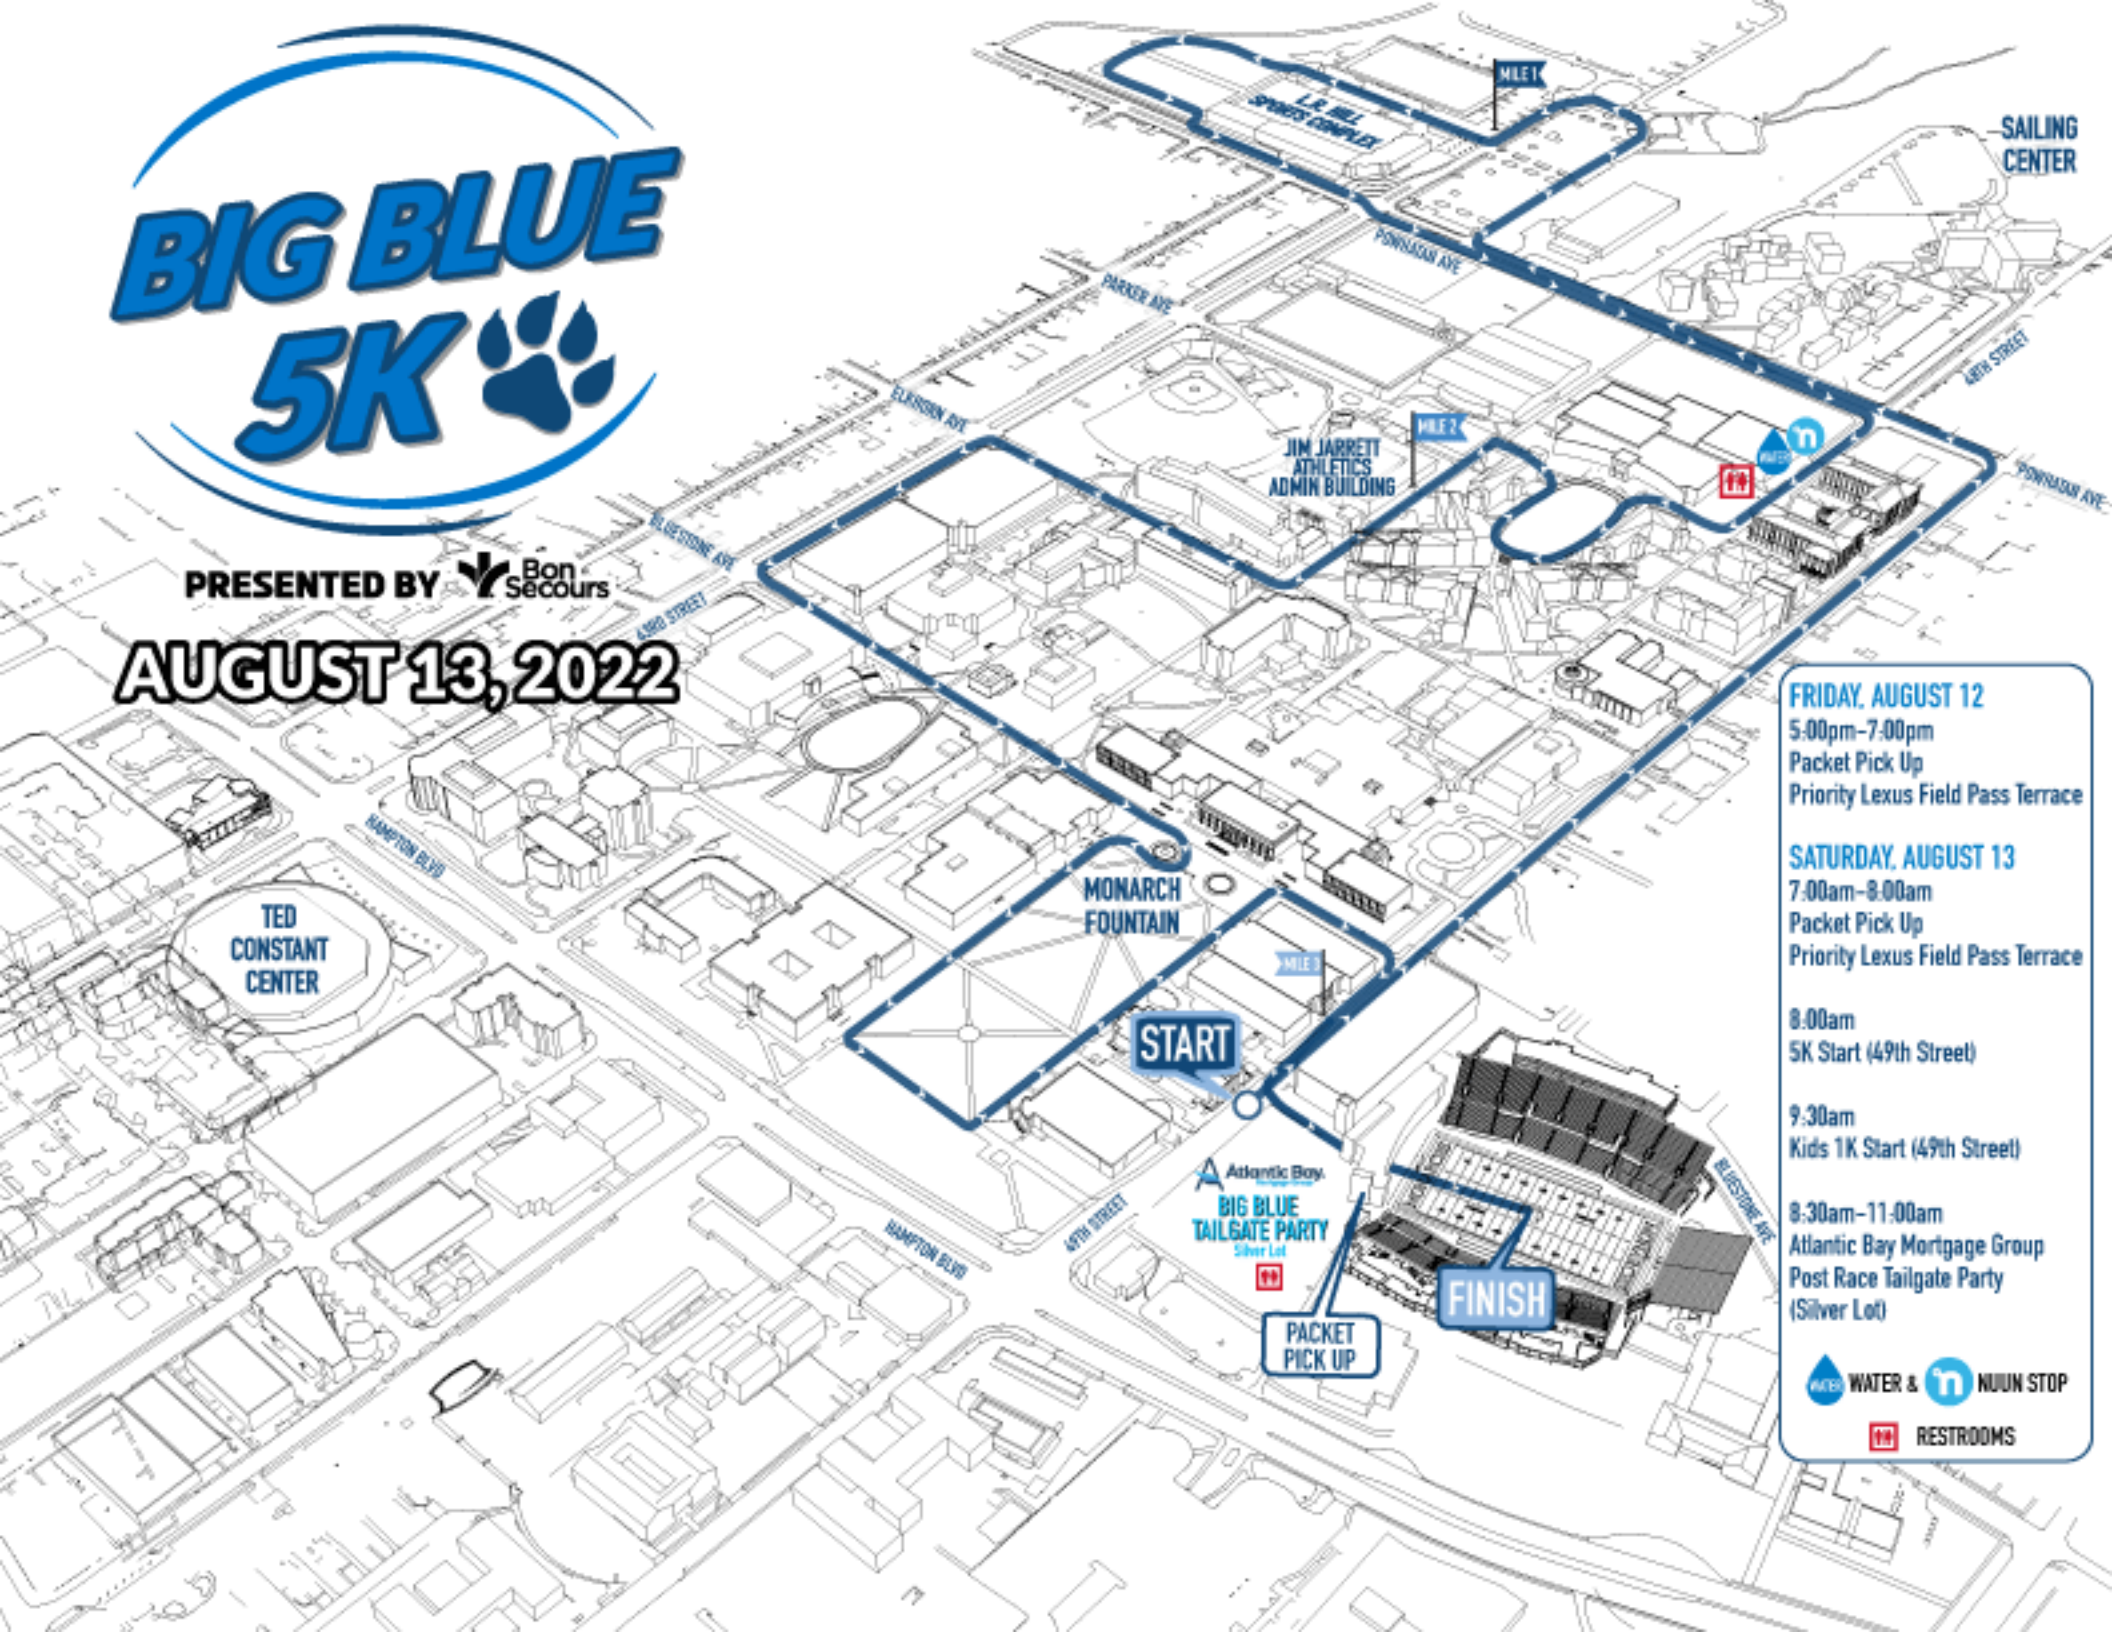 BIG BLUE
5K
PRESENTED BY Bon Secours
AUGUST 13, 2022
MILE 1
L.R. HILL
SPORTS COMPLEX
SAILING
CENTER
POWHATAN AVE
PARKER AVE
48TH STREET
ELKHORN AVE
MILE 2
JIM JARRETT
ATHLETICS
ADMIN BUILDING
WATER
n
POWHATAN AVE
BLUESTONE AVE
43RD STREET
HAMPTON BLVD
TED
CONSTANT
CENTER
MONARCH
FOUNTAIN
MILE 3
START
Atlantic Bay
Mortgage Group
BIG BLUE
TAILGATE PARTY
Silver Lot
49TH STREET
HAMPTON BLVD
BLUESTONE AVE
FINISH
PACKET
PICK UP
FRIDAY, AUGUST 12
5:00pm-7:00pm
Packet Pick Up
Priority Lexus Field Pass Terrace
SATURDAY, AUGUST 13
7:00am-8:00am
Packet Pick Up
Priority Lexus Field Pass Terrace
8:00am
5K Start (49th Street)
9:30am
Kids 1K Start (49th Street)
8:30am-11:00am
Atlantic Bay Mortgage Group
Post Race Tailgate Party
(Silver Lot)
WATER WATER & n NUUN STOP
RESTROOMS